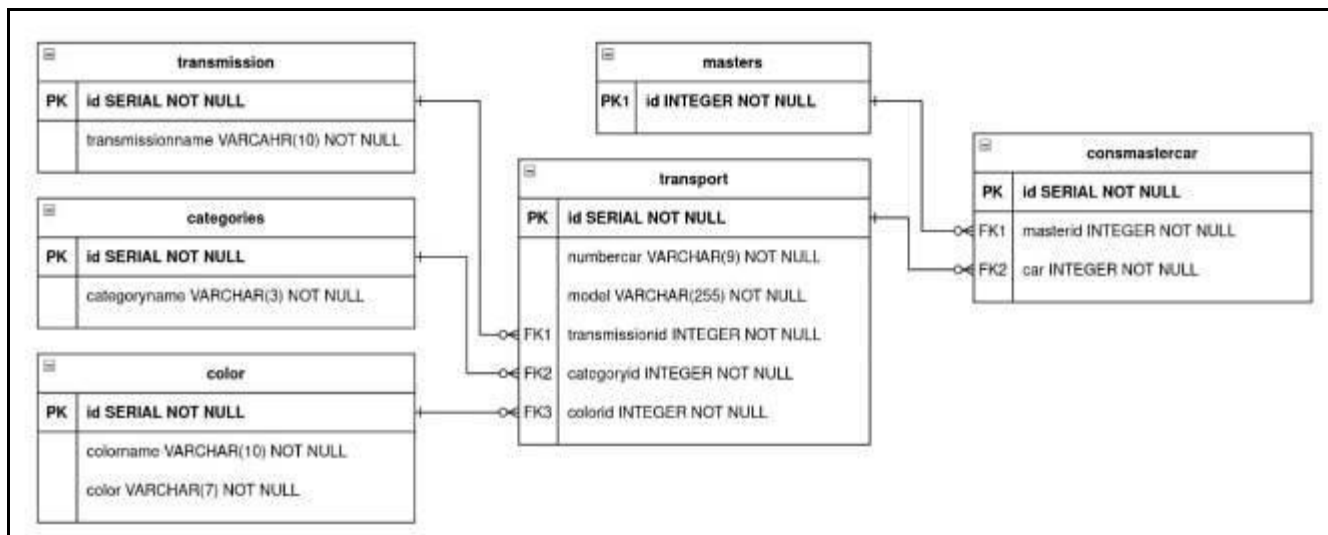 transmission
PK id SERIAL NOT NULL
transmissionname VARCAHR(10) NOT NULL
categories
PK id SERIAL NOT NULL
categoryname VARCHAR(3) NOT NULL
color
PK id SERIAL NOT NULL
colorname VARCHAR(10) NOT NULL
color VARCHAR(7) NOT NULL
masters
PK1 id INTEGER NOT NULL
transport
PK id SERIAL NOT NULL
numbercar VARCHAR(9) NOT NULL
model VARCHAR(255) NOT NULL
FK1 transmissionid INTEGER NOT NULL
FK2 categoryid INTEGER NOT NULL
FK3 colorid INTEGER NOT NULL
consmastercar
PK id SERIAL NOT NULL
FK1 masterid INTEGER NOT NULL
FK2 car INTEGER NOT NULL